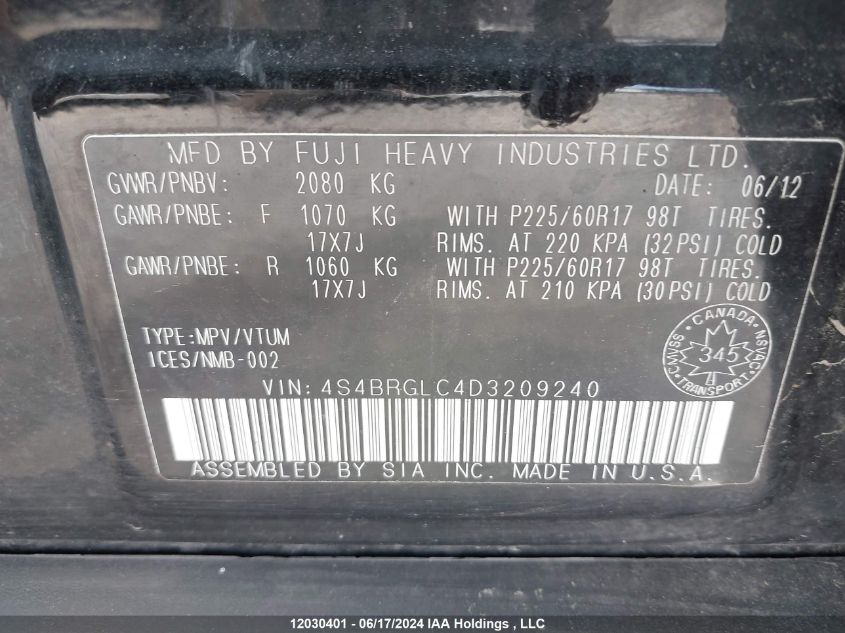 MFD BY FUJI HEAVY INDUSTRIES LTD.
GVWR/PNBV: 2080 KG DATE: 06/12
GAWR/PNBE: F 1070 KG WITH P225/60R17 98T TIRES.
17X7J RIMS. AT 220 KPA (32PSI) COLD
GAWR/PNBE: R 1060 KG WITH P225/60R17 98T TIRES.
17X7J RIMS. AT 210 KPA (30PSI) COLD
TYPE:MPV/VTUM
ICES/NMB-002
CMVSS · CANADA · NSVAC
345
TRANSPORT
VIN: 4S4BRGLC4D3209240
ASSEMBLED BY SIA INC. MADE IN U.S.A.
12030401 - 06/17/2024 IAA Holdings , LLC